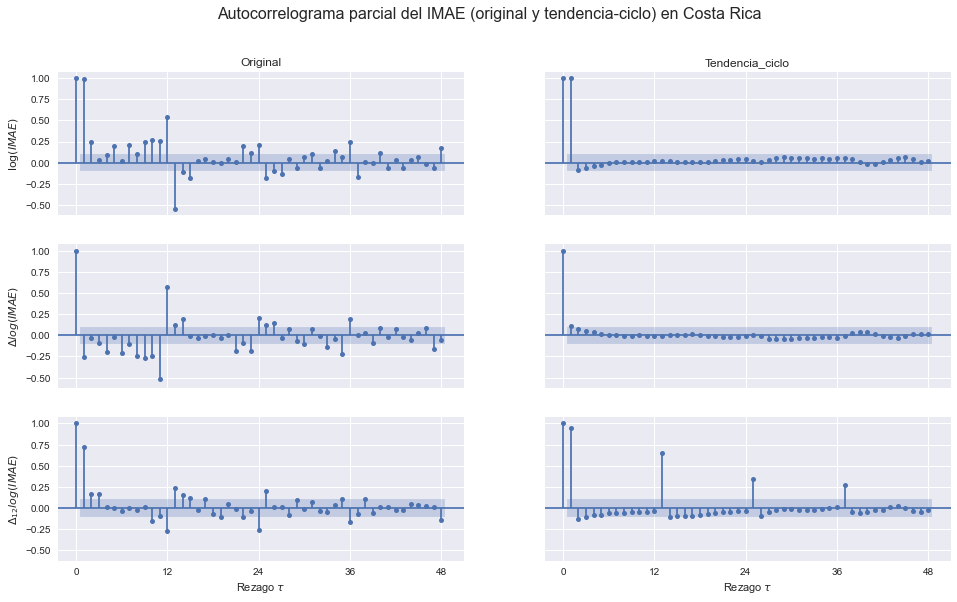 Autocorrelograma parcial del IMAE (original y tendencia-ciclo) en Costa Rica
Original
Tendencia_ciclo
log(IMAE)
1.00
0.75
0.50
0.25
0.00
−0.25
−0.50
Δlog(IMAE)
1.00
0.75
0.50
0.25
0.00
−0.25
−0.50
Δ₁₂log(IMAE)
1.00
0.75
0.50
0.25
0.00
−0.25
−0.50
0 12 24 36 48
0 12 24 36 48
Rezago τ
Rezago τ